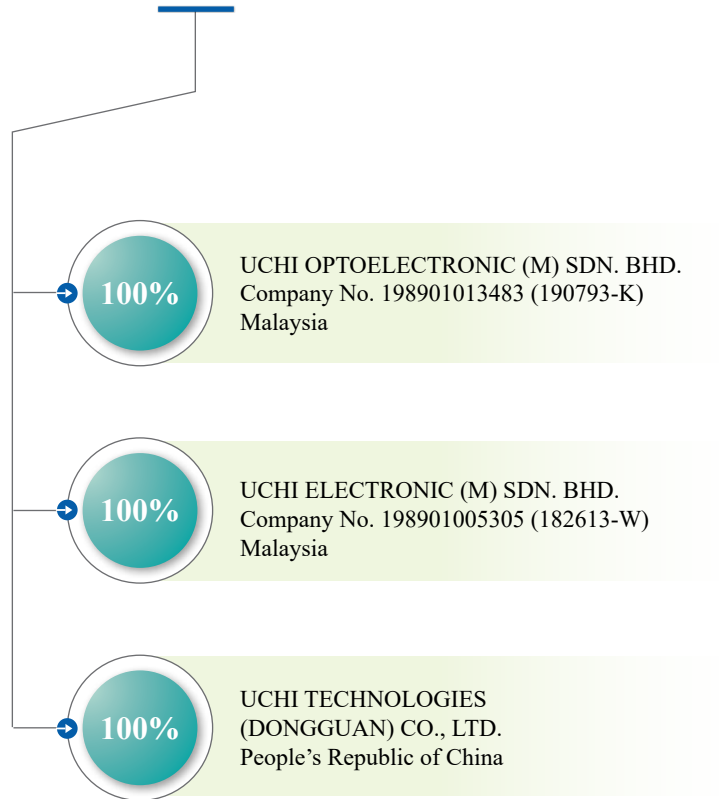 100%
UCHI OPTOELECTRONIC (M) SDN. BHD.
Company No. 198901013483 (190793-K)
Malaysia
100%
UCHI ELECTRONIC (M) SDN. BHD.
Company No. 198901005305 (182613-W)
Malaysia
100%
UCHI TECHNOLOGIES
(DONGGUAN) CO., LTD.
People’s Republic of China